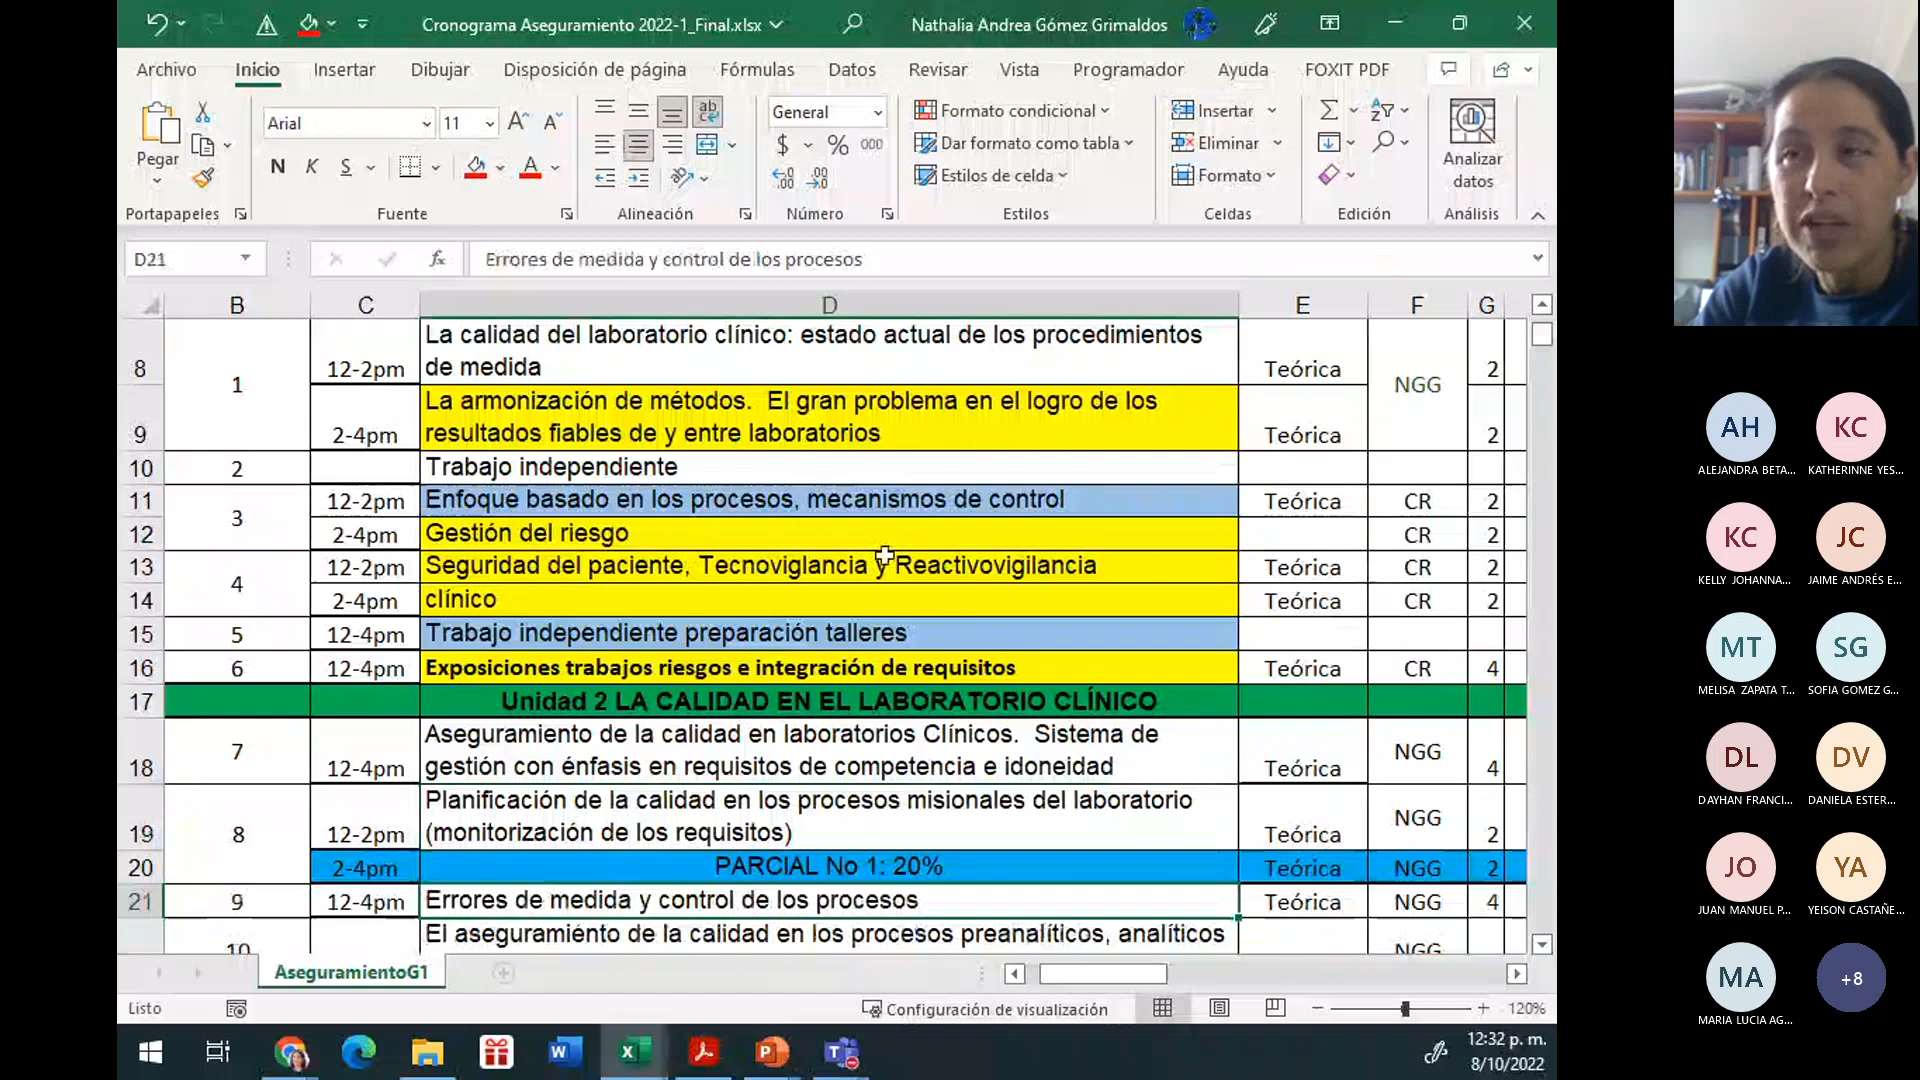 Cronograma Aseguramiento 2022-1_Final.xlsx
Nathalia Andrea Gómez Grimaldos
Archivo Inicio Insertar Dibujar Disposición de página Fórmulas Datos Revisar Vista Programador Ayuda FOXIT PDF
Pegar
Arial 11
N K S
General
$ % 000
Formato condicional
Dar formato como tabla
Estilos de celda
Insertar
Eliminar
Formato
Analizar datos
Portapapeles Fuente Alineación Número Estilos Celdas Edición Análisis
D21 fx Errores de medida y control de los procesos
B C D E F G
8 1 12-2pm La calidad del laboratorio clínico: estado actual de los procedimientos
de medida Teórica NGG 2
9 2-4pm La armonización de métodos. El gran problema en el logro de los
resultados fiables de y entre laboratorios Teórica 2
10 2 Trabajo independiente
11 3 12-2pm Enfoque basado en los procesos, mecanismos de control Teórica CR 2
12 2-4pm Gestión del riesgo CR 2
13 4 12-2pm Seguridad del paciente, Tecnoviglancia y Reactivovigilancia Teórica CR 2
14 2-4pm clínico Teórica CR 2
15 5 12-4pm Trabajo independiente preparación talleres
16 6 12-4pm Exposiciones trabajos riesgos e integración de requisitos Teórica CR 4
17 Unidad 2 LA CALIDAD EN EL LABORATORIO CLÍNICO
18 7 12-4pm Aseguramiento de la calidad en laboratorios Clínicos. Sistema de
gestión con énfasis en requisitos de competencia e idoneidad Teórica NGG 4
19 8 12-2pm Planificación de la calidad en los procesos misionales del laboratorio
(monitorización de los requisitos) Teórica NGG 2
20 2-4pm PARCIAL No 1: 20% Teórica NGG 2
21 9 12-4pm Errores de medida y control de los procesos Teórica NGG 4
10 El aseguramiento de la calidad en los procesos preanalíticos, analíticos NGG
AseguramientoG1
Listo
Configuración de visualización
120%
12:32 p. m.
8/10/2022
AH KC
ALEJANDRA BETA... KATHERINNE YES...
KC JC
KELLY JOHANNA... JAIME ANDRÉS E...
MT SG
MELISA ZAPATA T... SOFIA GOMEZ G...
DL DV
DAYHAN FRANCI... DANIELA ESTER...
JO YA
JUAN MANUEL P... YEISON CASTAÑE...
MA +8
MARIA LUCIA AG...